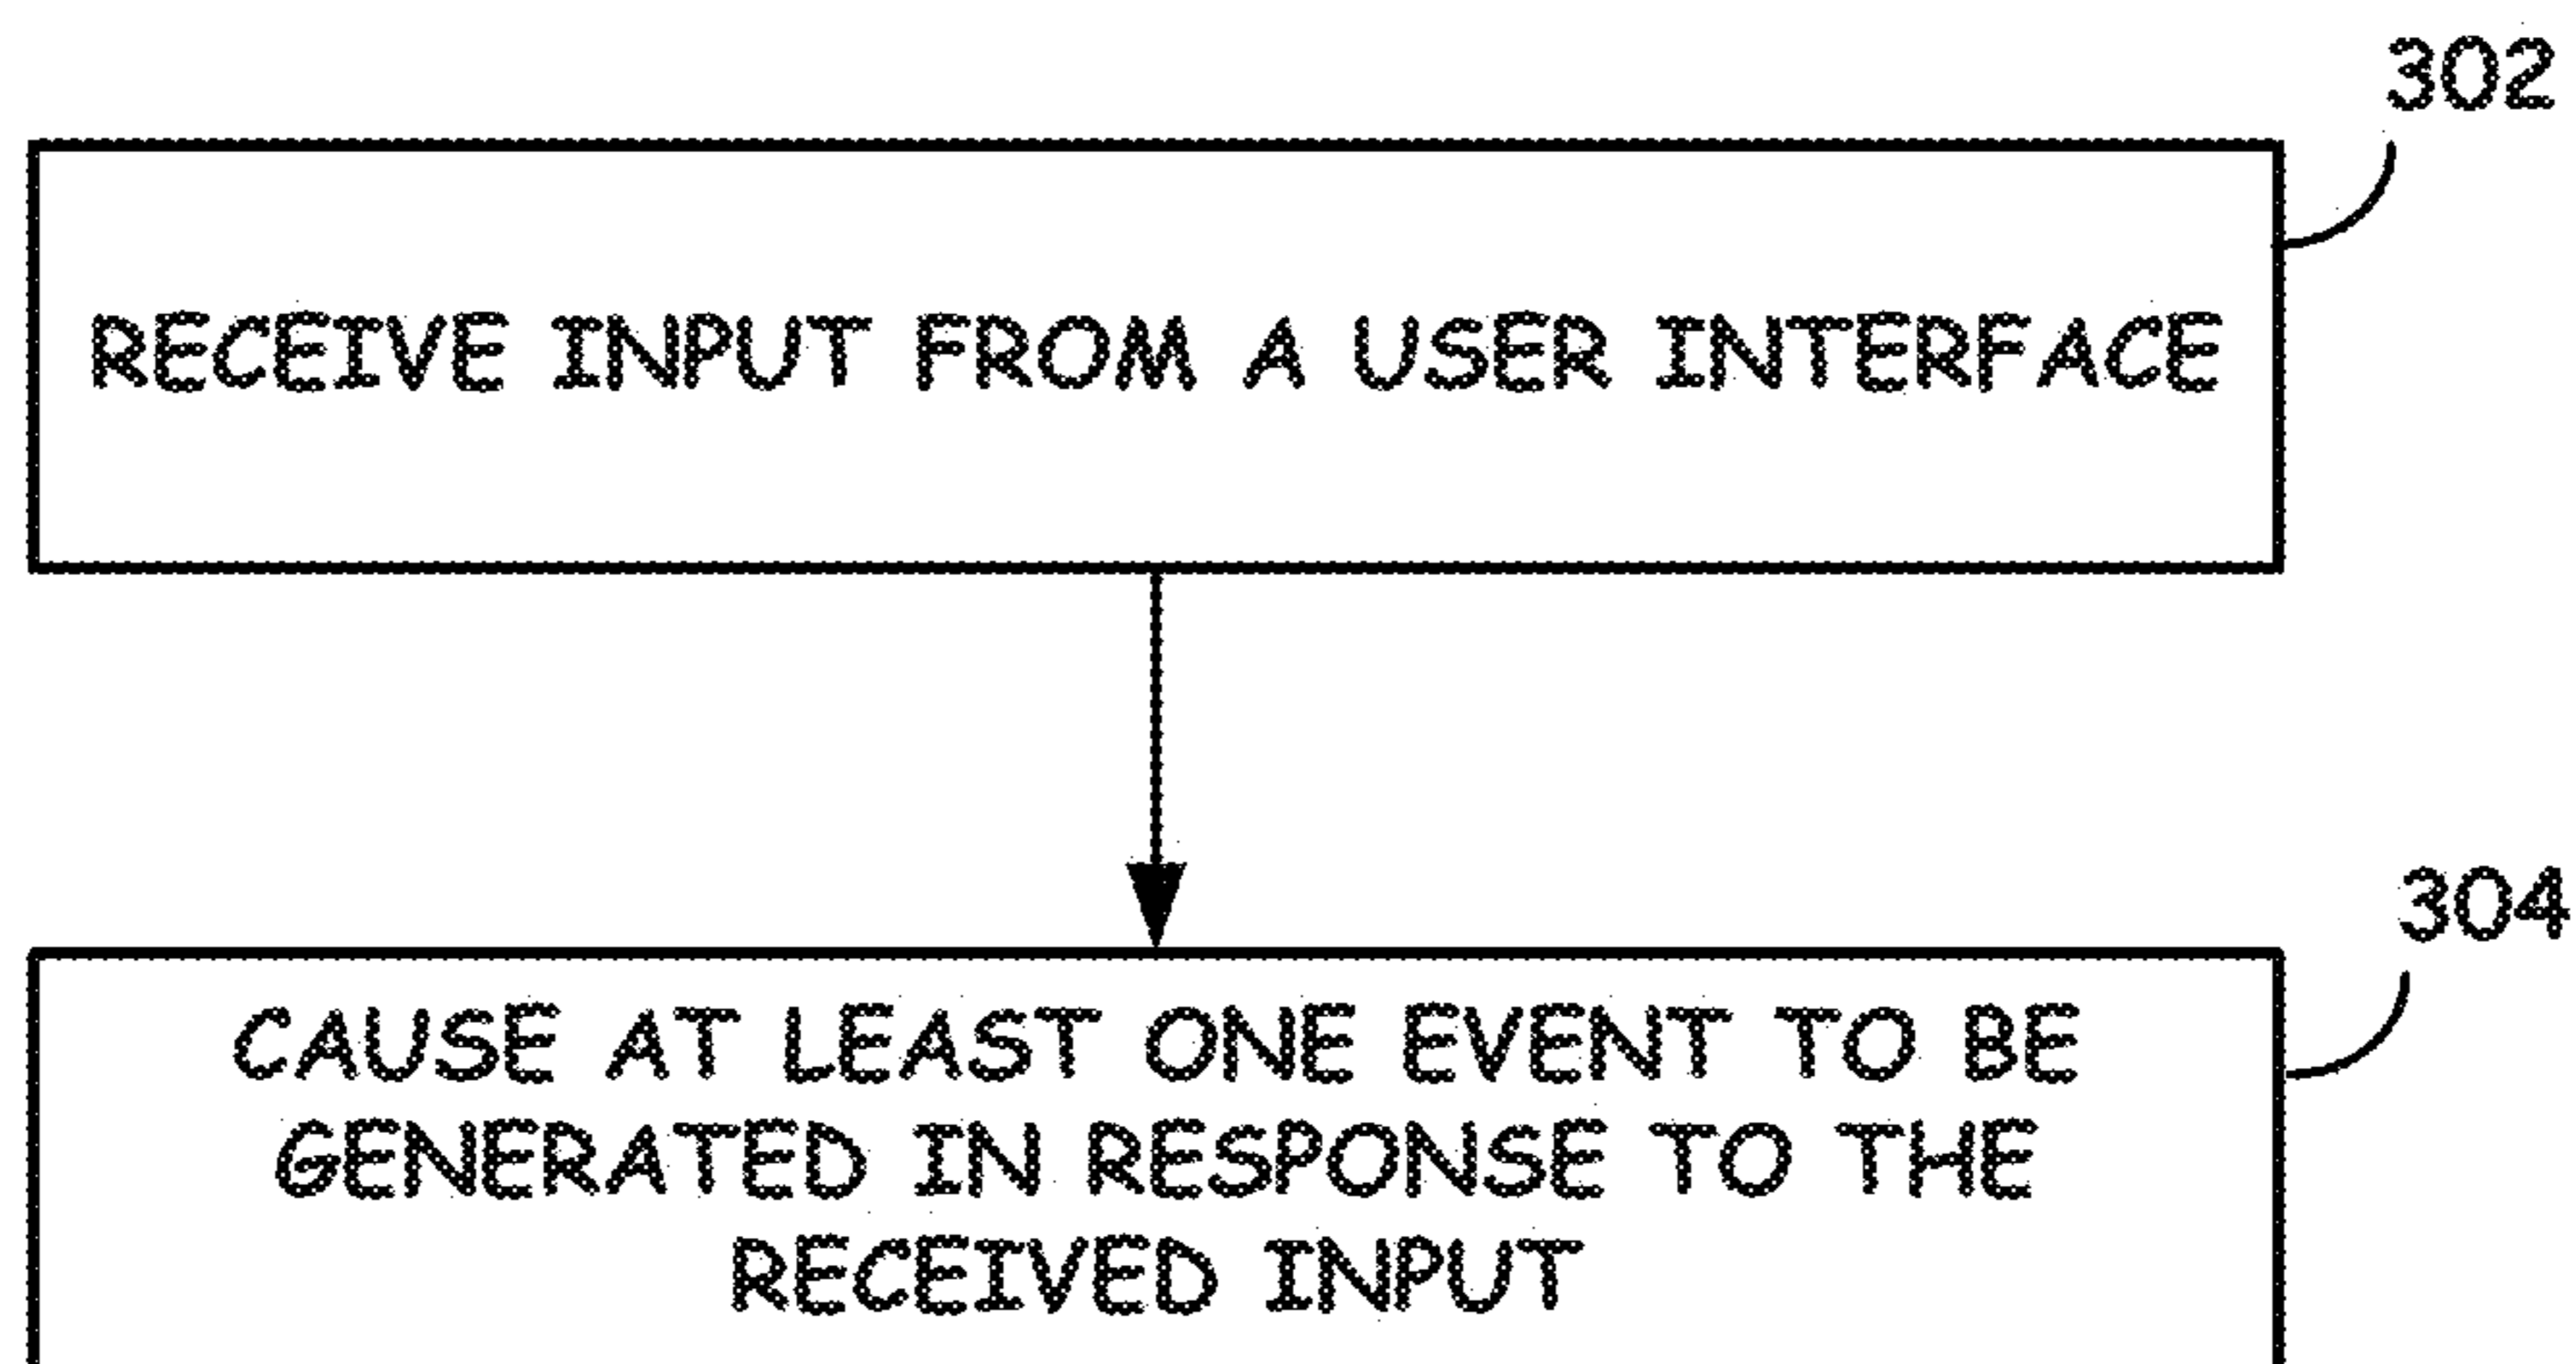 302
RECEIVE INPUT FROM A USER INTERFACE
304
CAUSE AT LEAST ONE EVENT TO BE
GENERATED IN RESPONSE TO THE
RECEIVED INPUT